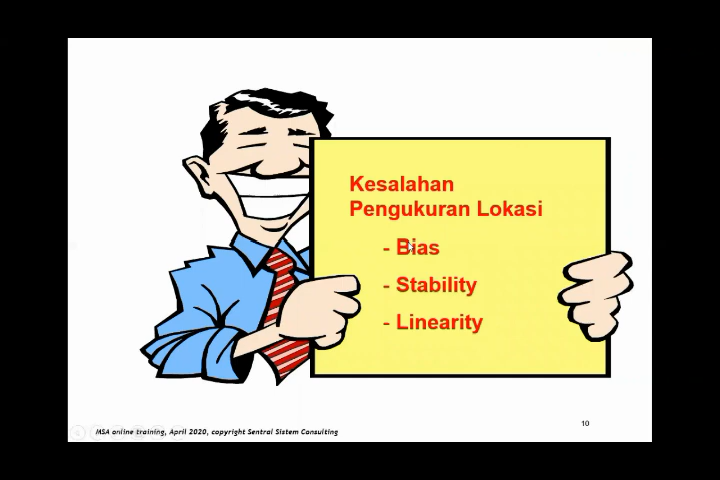 Kesalahan
Pengukuran Lokasi
- Bias
- Stability
- Linearity
10
MSA online training, April 2020, copyright Sentral Sistem Consulting